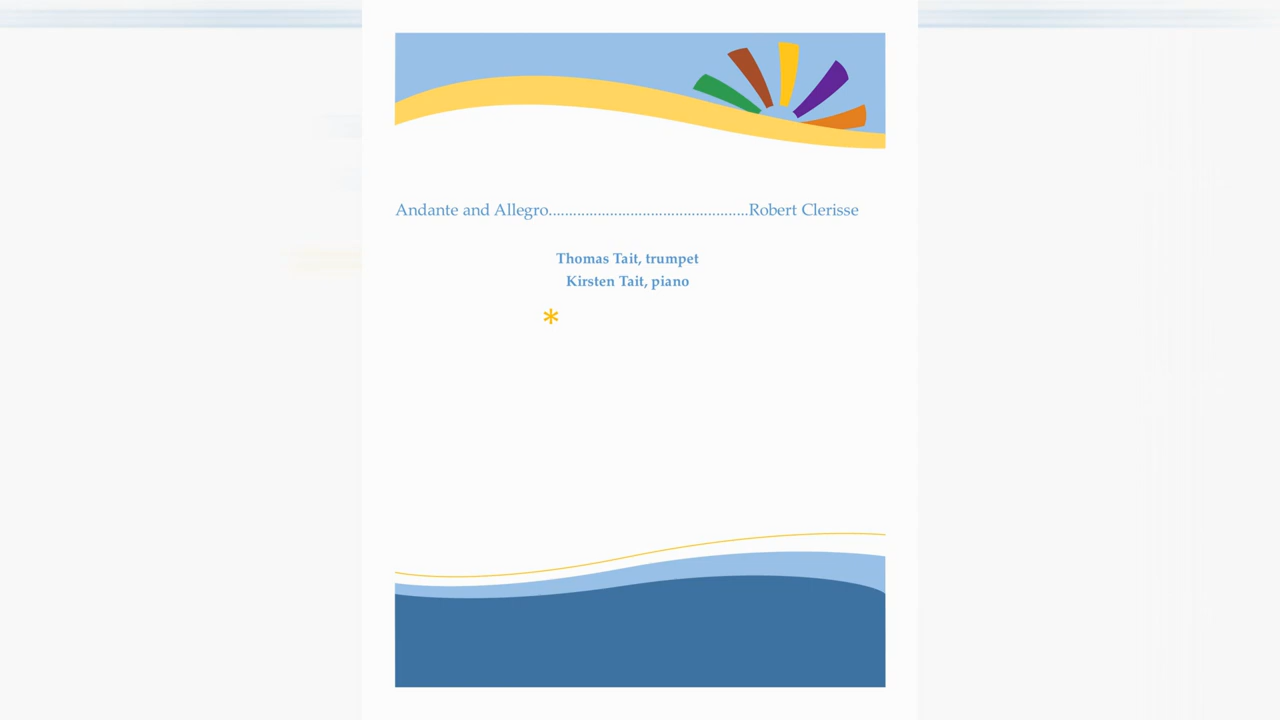 Andante and Allegro................................................Robert Clerisse
Thomas Tait, trumpet
Kirsten Tait, piano
*